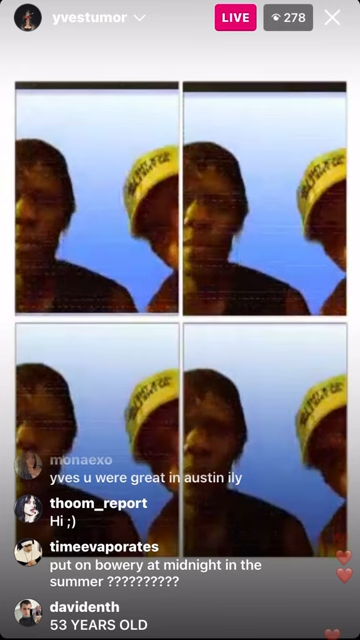 yvestumor
LIVE
278
monaexo
yves u were great in austin ily
thoom_report
Hi ;)
timeevaporates
put on bowery at midnight in the
summer ??????????
davidenth
53 YEARS OLD